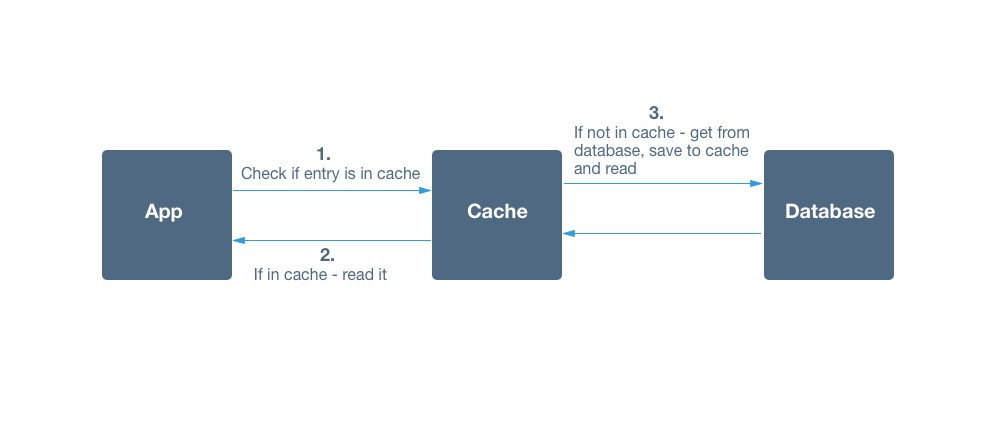 3.
If not in cache - get from
database, save to cache
and read
1.
Check if entry is in cache
App
Cache
Database
2.
If in cache - read it